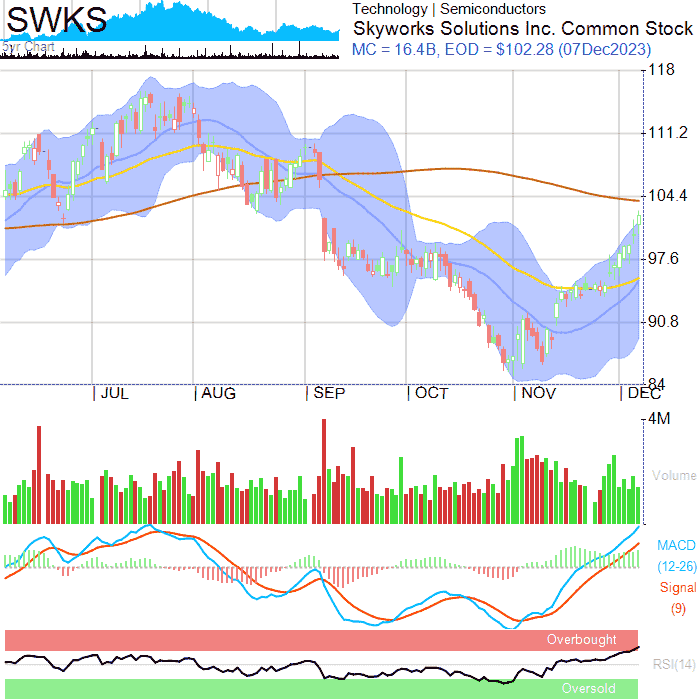 SWKS
5yr Chart
Technology | Semiconductors
Skyworks Solutions Inc. Common Stock
MC = 16.4B, EOD = $102.28 (07Dec2023)
118
111.2
104.4
97.6
90.8
84
JUL
AUG
SEP
OCT
NOV
DEC
4M
Volume
MACD
(12-26)
Signal
(9)
Overbought
RSI(14)
Oversold